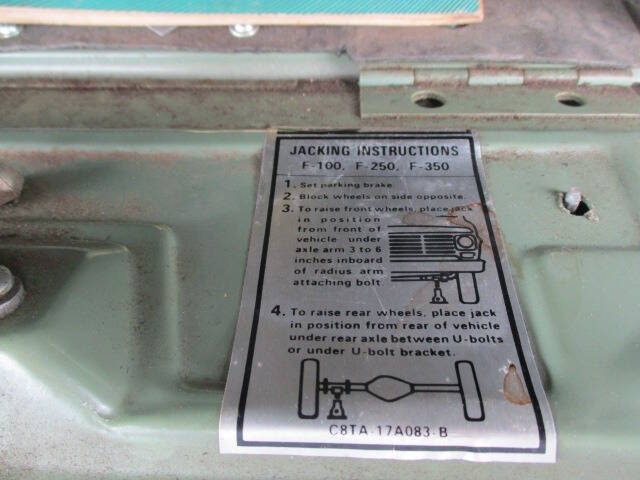 JACKING INSTRUCTIONS
F-100, F-250, F-350
1. Set parking brake
2. Block wheels on side opposite.
3. To raise front wheels, place jack
in position
from front of
vehicle under
axle arm 3 to 6
inches inboard
of radius arm
attaching bolt.
4. To raise rear wheels, place jack
in position from rear of vehicle
under rear axle between U-bolts
or under U-bolt bracket.
C8TA-17A083-B